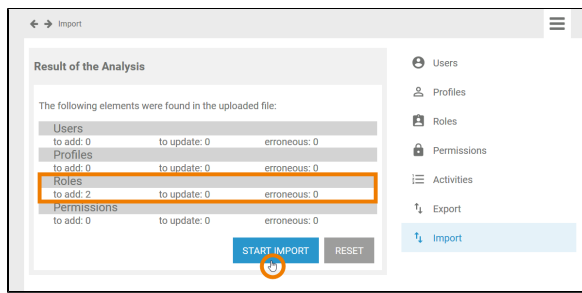 Import
Result of the Analysis
The following elements were found in the uploaded file:
Users
to add: 0 to update: 0 erroneous: 0
Profiles
to add: 0 to update: 0 erroneous: 0
Roles
to add: 2 to update: 0 erroneous: 0
Permissions
to add: 0 to update: 0 erroneous: 0
START IMPORT RESET
Users
Profiles
Roles
Permissions
Activities
Export
Import